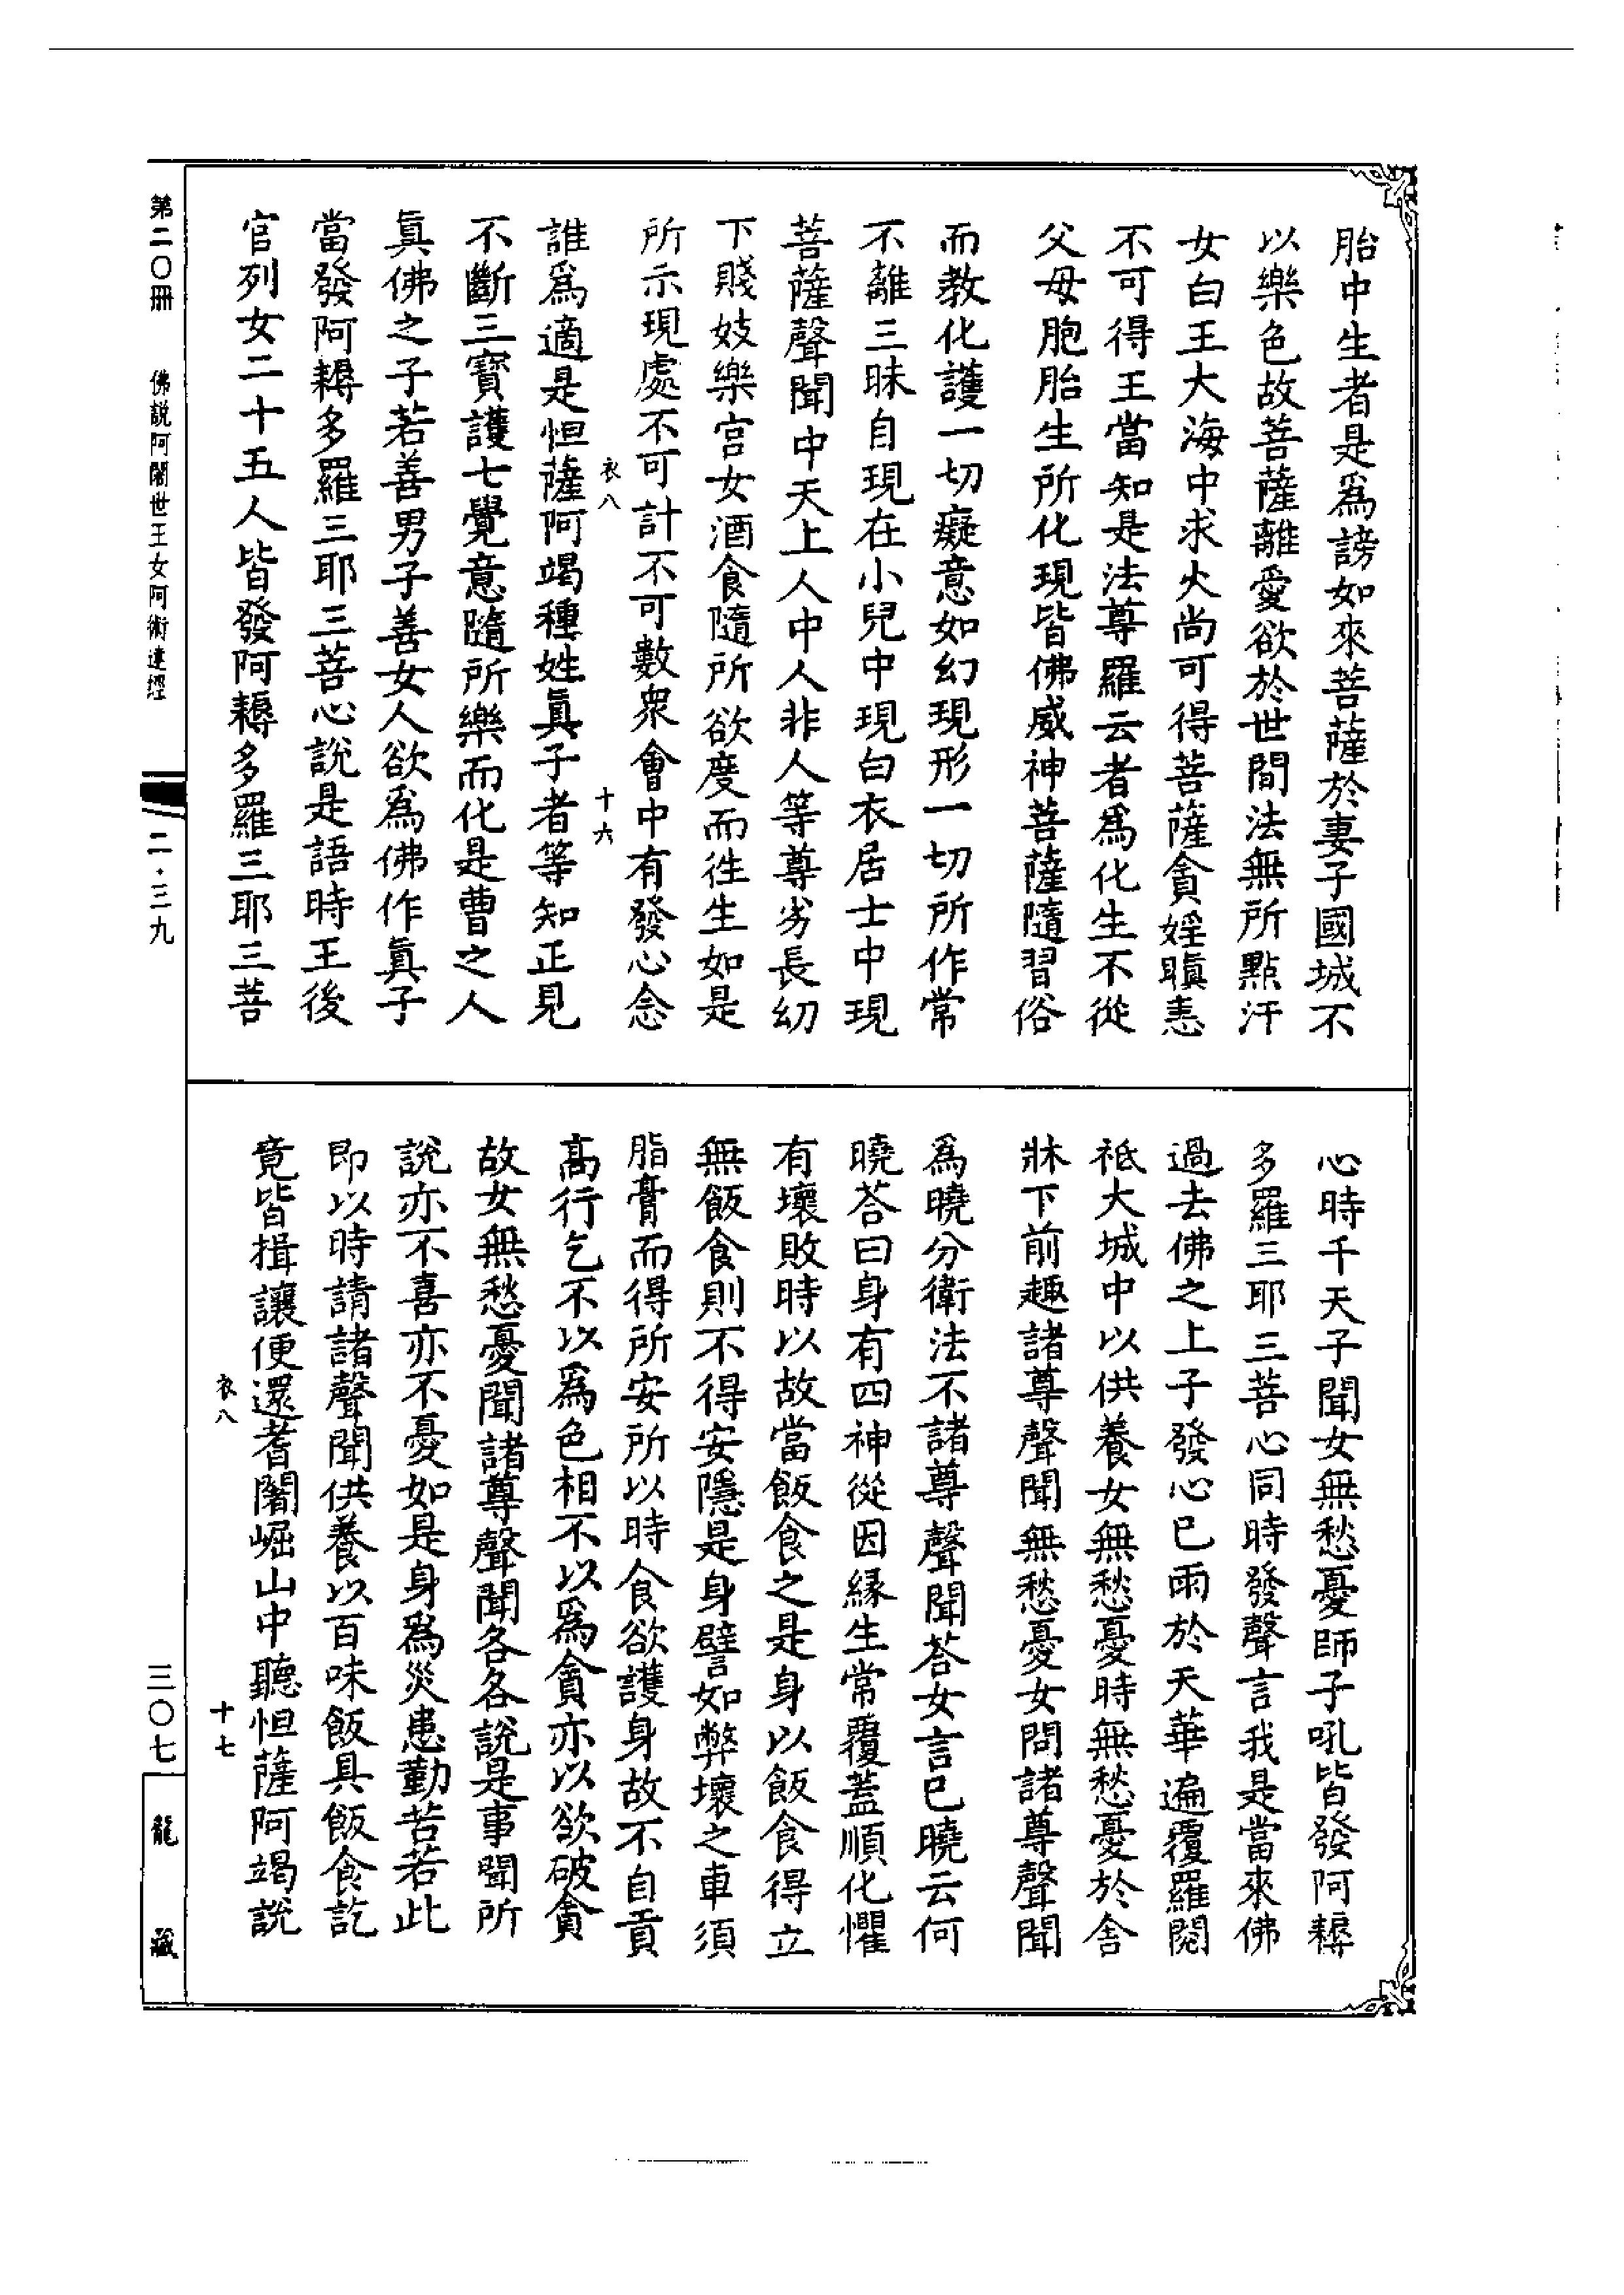 胎中生者是爲謗如來菩薩於妻子國城不
以樂色故菩薩離愛欲於世間法無所點汙
女白王大海中求火尚可得菩薩貪婬瞋恚
不可得王當知是法尊羅云者爲化生不從
父母胞胎生所化現皆佛威神菩薩隨習俗
而教化護一切癡意如幻現形一切所作常
不離三昧自現在小兒中現白衣居士中現
菩薩聲聞中天上人中人非人等尊劣長幼
下賤妓樂宮女酒食隨所欲度而徃生如是
所示現處不可計不可數衆會中有發心念
衣八 十六
誰爲適是怛薩阿竭種姓眞子者等知正見
不斷三寶護七覺意隨所樂而化是曹之人
眞佛之子若善男子善女人欲爲佛作眞子
當發阿耨多羅三耶三菩心說是語時王後
官列女二十五人皆發阿耨多羅三耶三菩
心時千天子聞女無愁憂師子吼皆發阿耨
多羅三耶三菩心同時發聲言我是當來佛
過去佛之上子發心已雨於天華遍覆羅閱
祇大城中以供養女無愁憂時無愁憂於舍
牀下前趣諸尊聲聞無愁憂女問諸尊聲聞
爲曉分衛法不諸尊聲聞荅女言已曉云何
曉荅曰身有四神從因緣生常覆蓋順化懼
有壞敗時以故當飯食之是身以飯食得立
無飯食則不得安隱是身譬如弊壞之車須
脂膏而得所安所以時食欲護身故不自貢
高行乞不以爲色相不以爲貪亦以欲破貪
故女無愁憂聞諸尊聲聞各各說是事聞所
說亦不喜亦不憂如是身爲災患勤苦若此
即以時請諸聲聞供養以百味飯具飯食訖
竟皆揖讓便還耆闍崛山中聽怛薩阿竭說
衣八 十七
第二〇冊 佛説阿闍世王女阿術達經 二·三九 三〇七 龍藏